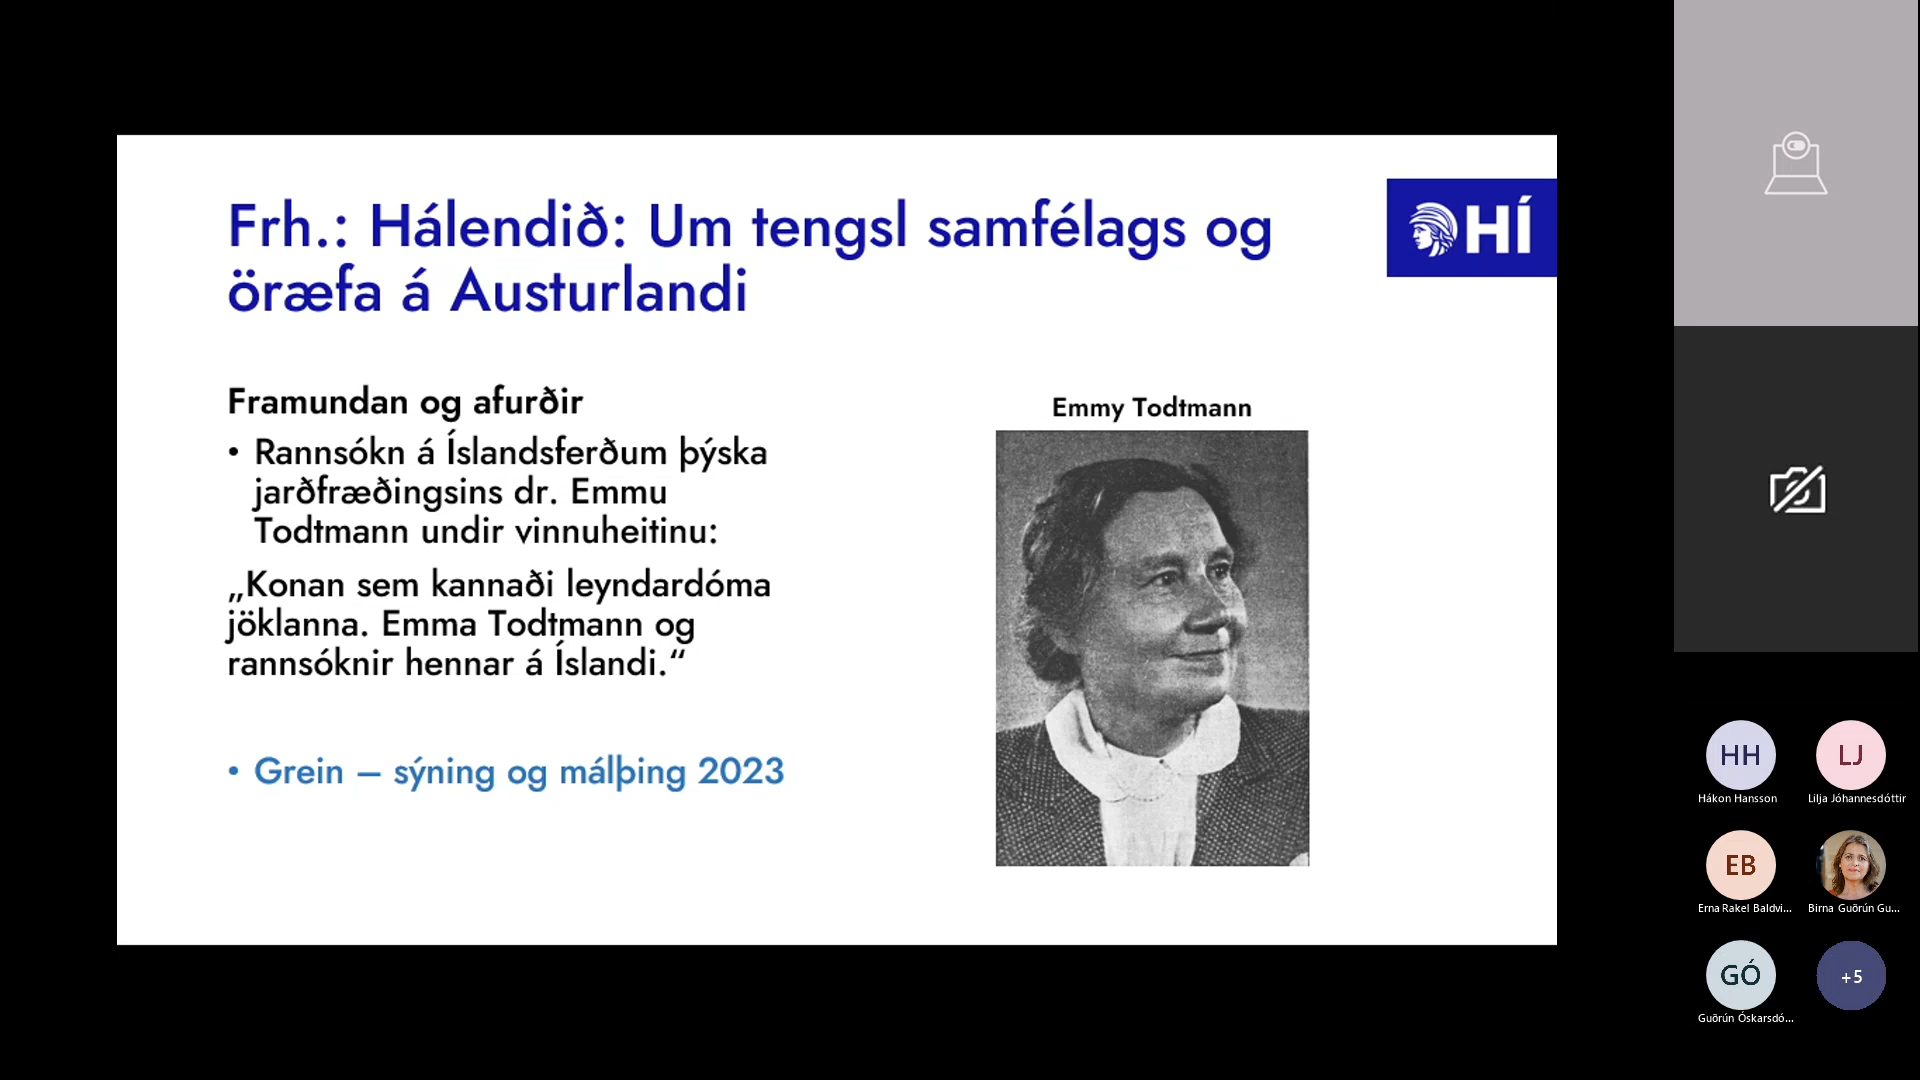 Frh.: Hálendið: Um tengsl samfélags og
öræfa á Austurlandi
HÍ
Framundan og afurðir
• Rannsókn á Íslandsferðum þýska
jarðfræðingsins dr. Emmu
Todtmann undir vinnuheitinu:
„Konan sem kannaði leyndardóma
jöklanna. Emma Todtmann og
rannsóknir hennar á Íslandi.“
• Grein – sýning og málþing 2023
Emmy Todtmann
HH
Hákon Hansson
LJ
Lilja Jóhannesdóttir
EB
Erna Rakel Baldvi...
Birna Guðrún Gu...
GÓ
Guðrún Óskarsdó...
+5